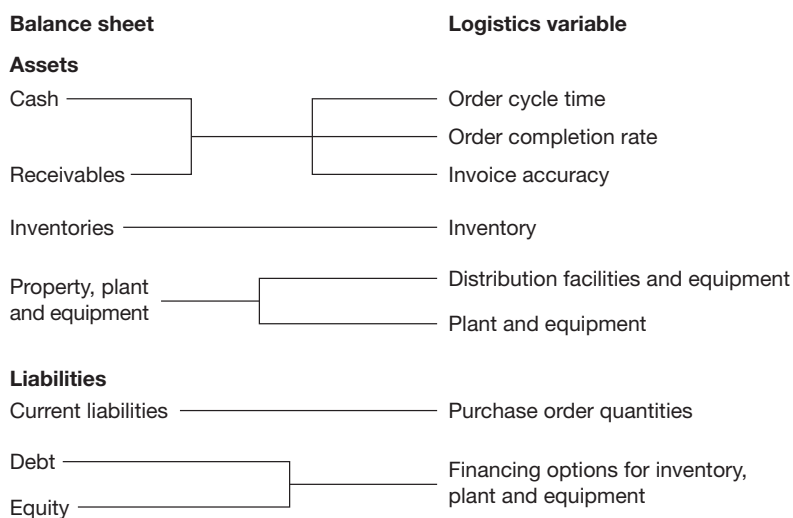 Balance sheet
Logistics variable
Assets
Cash
Order cycle time
Order completion rate
Receivables
Invoice accuracy
Inventories
Inventory
Property, plant
and equipment
Distribution facilities and equipment
Plant and equipment
Liabilities
Current liabilities
Purchase order quantities
Debt
Equity
Financing options for inventory,
plant and equipment